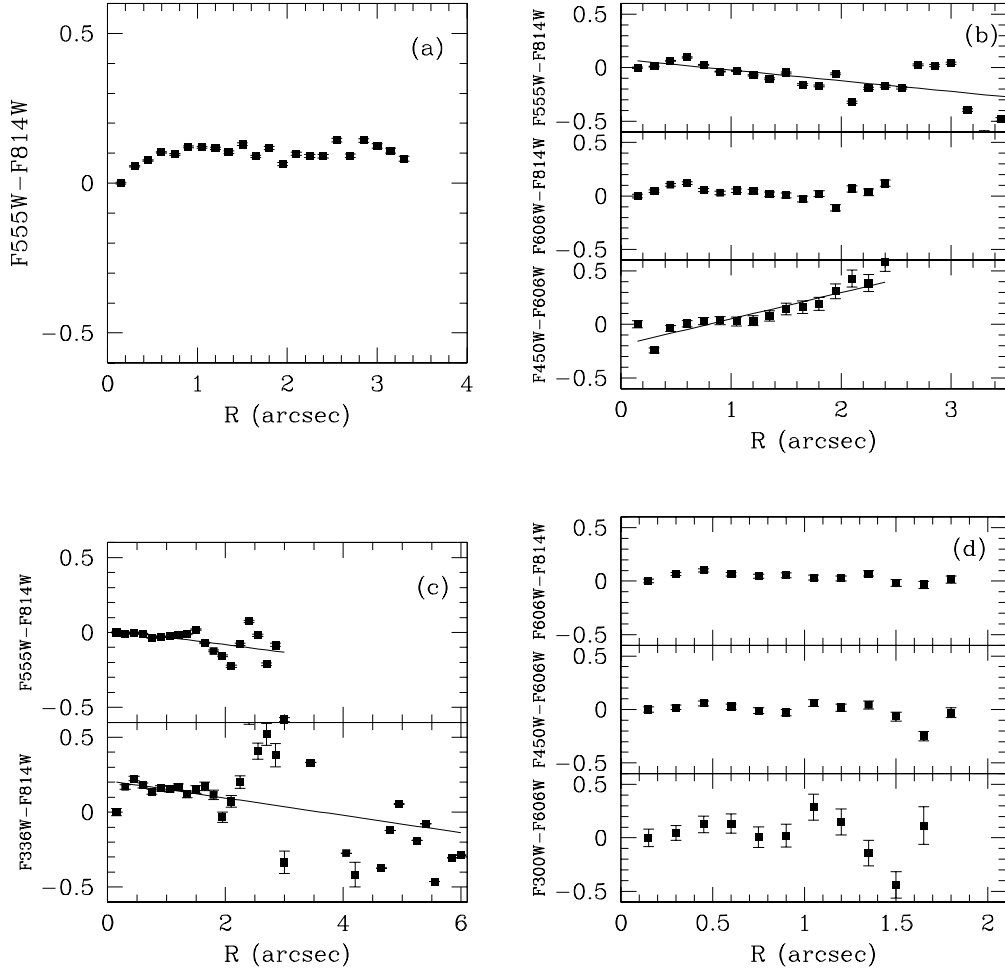 (a)
F555W−F814W
0.5
0
−0.5
0 1 2 3 4
R (arcsec)
(b)
F555W−F814W
0.5
0
−0.5
F606W−F814W
0.5
0
−0.5
F450W−F606W
0.5
0
−0.5
0 1 2 3
R (arcsec)
(c)
F555W−F814W
0.5
0
−0.5
F336W−F814W
0.5
0
−0.5
0 2 4 6
R (arcsec)
(d)
F606W−F814W
0.5
0
−0.5
F450W−F606W
0.5
0
−0.5
F300W−F606W
0.5
0
−0.5
0 0.5 1 1.5 2
R (arcsec)